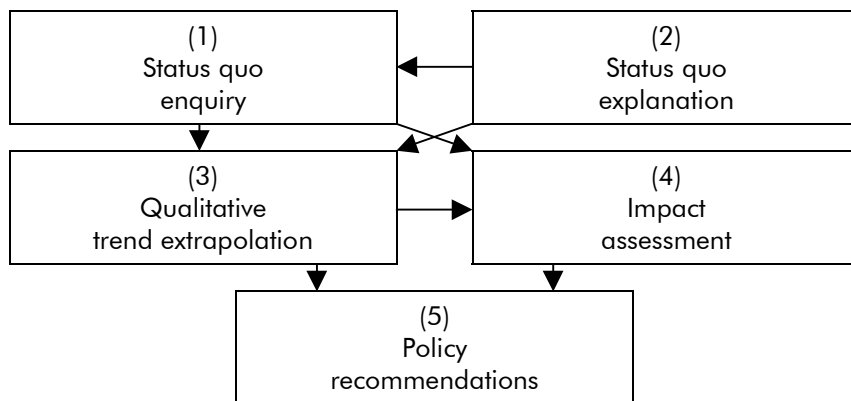 (1)
Status quo
enquiry
(2)
Status quo
explanation
(3)
Qualitative
trend extrapolation
(4)
Impact
assessment
(5)
Policy
recommendations